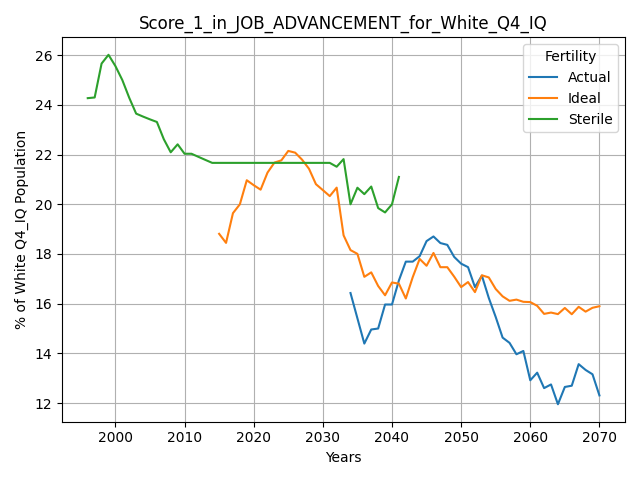 Score_1_in_JOB_ADVANCEMENT_for_White_Q4_IQ
Fertility
Actual
Ideal
Sterile
% of White Q4_IQ Population
26
24
22
20
18
16
14
12
2000
2010
2020
2030
2040
2050
2060
2070
Years